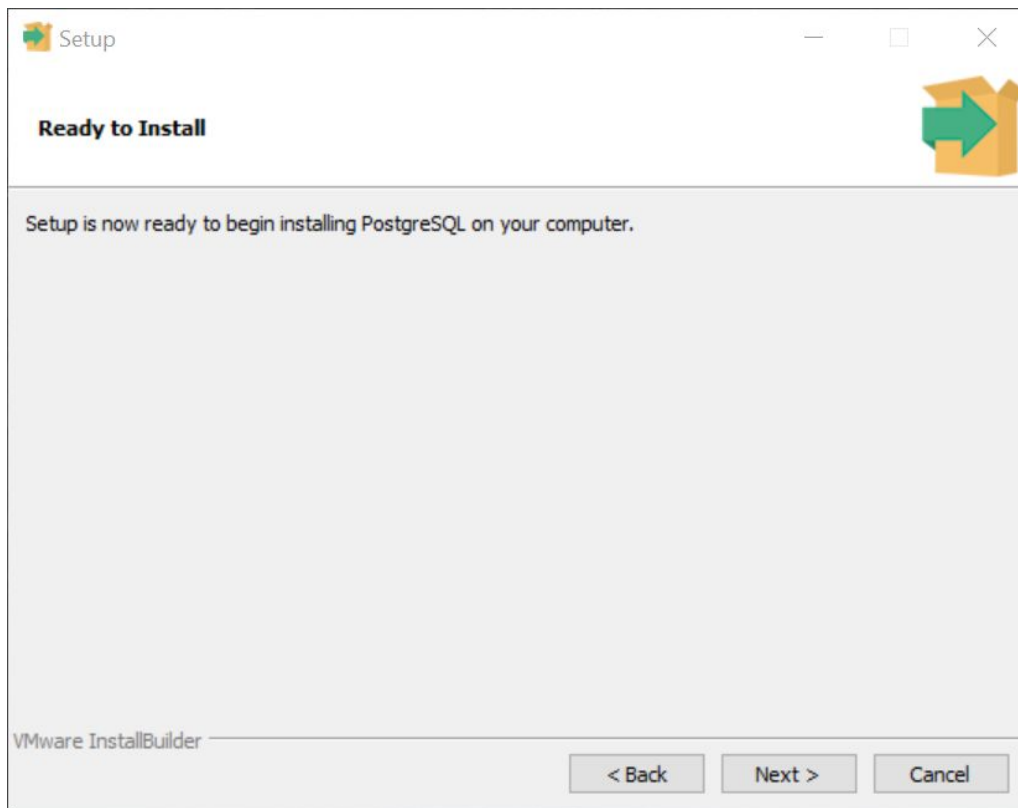 Setup
Ready to Install
Setup is now ready to begin installing PostgreSQL on your computer.
VMware InstallBuilder
< Back Next > Cancel